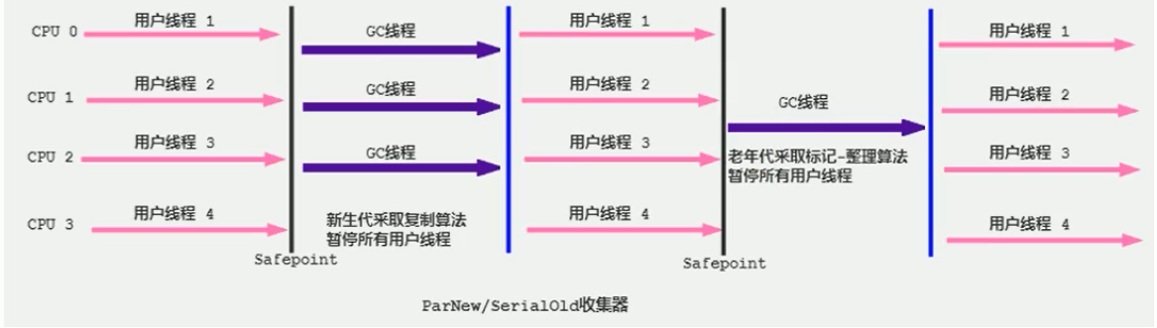 CPU 0
用户线程 1
GC线程
用户线程 1
用户线程 1
CPU 1
用户线程 2
GC线程
用户线程 2
GC线程
用户线程 2
CPU 2
用户线程 3
GC线程
用户线程 3
老年代采取标记-整理算法
暂停所有用户线程
用户线程 3
CPU 3
用户线程 4
新生代采取复制算法
暂停所有用户线程
用户线程 4
用户线程 4
Safepoint
Safepoint
ParNew/SerialOld收集器